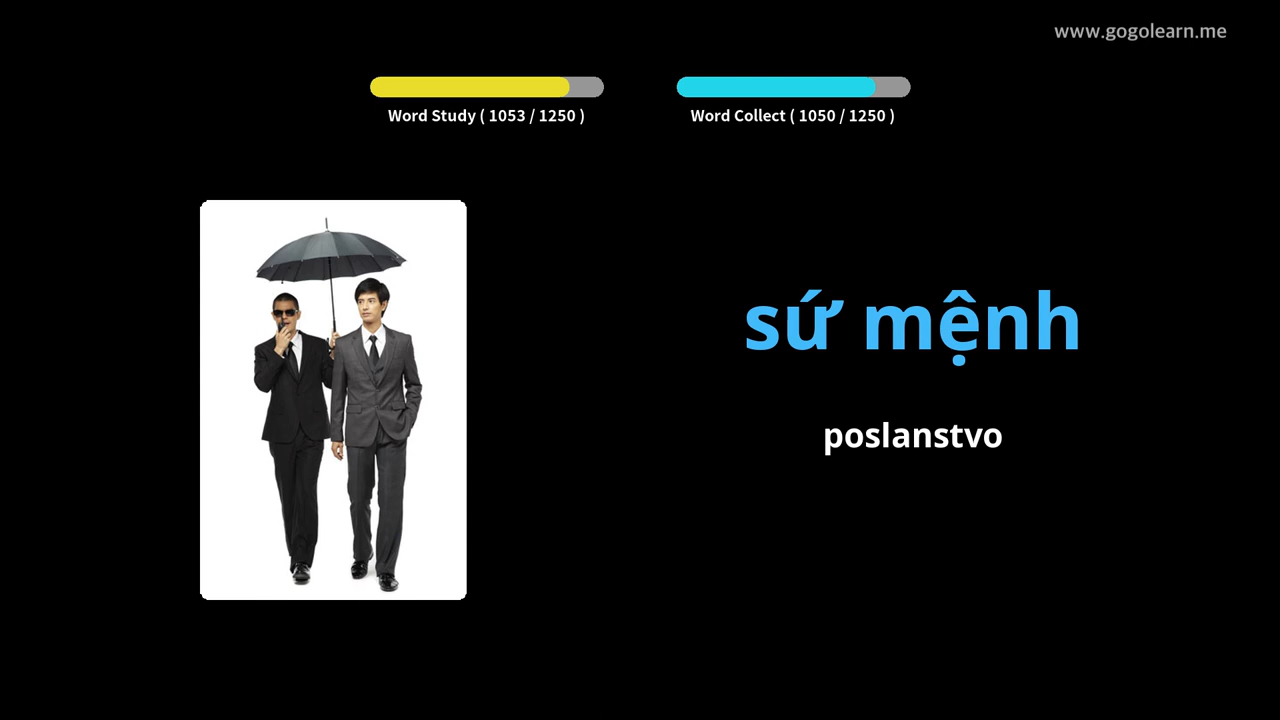 www.gogolearn.me
Word Study ( 1053 / 1250 )
Word Collect ( 1050 / 1250 )
sứ mệnh
poslanstvo